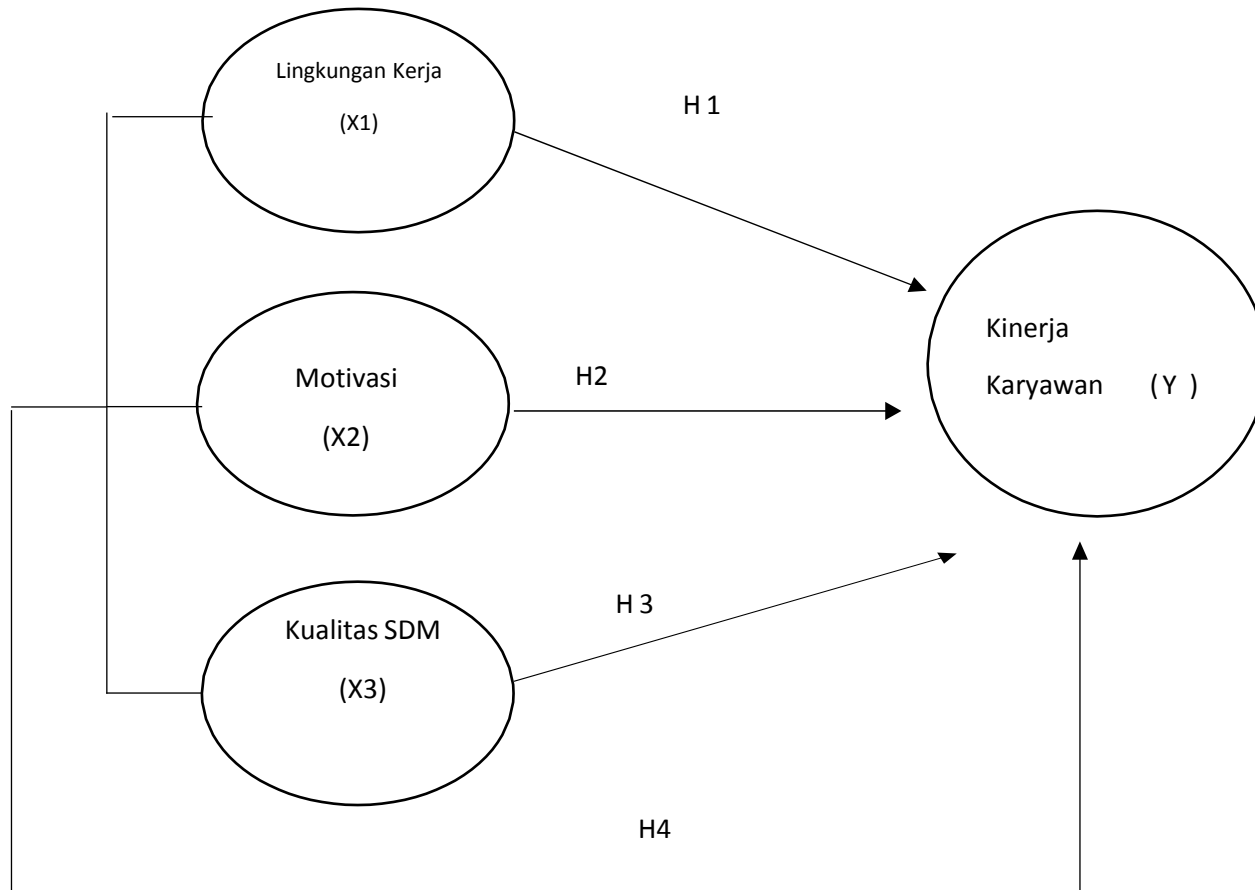 Lingkungan Kerja
(X1)
H 1
Motivasi
(X2)
H2
Kinerja
Karyawan ( Y )
Kualitas SDM
(X3)
H 3
H4